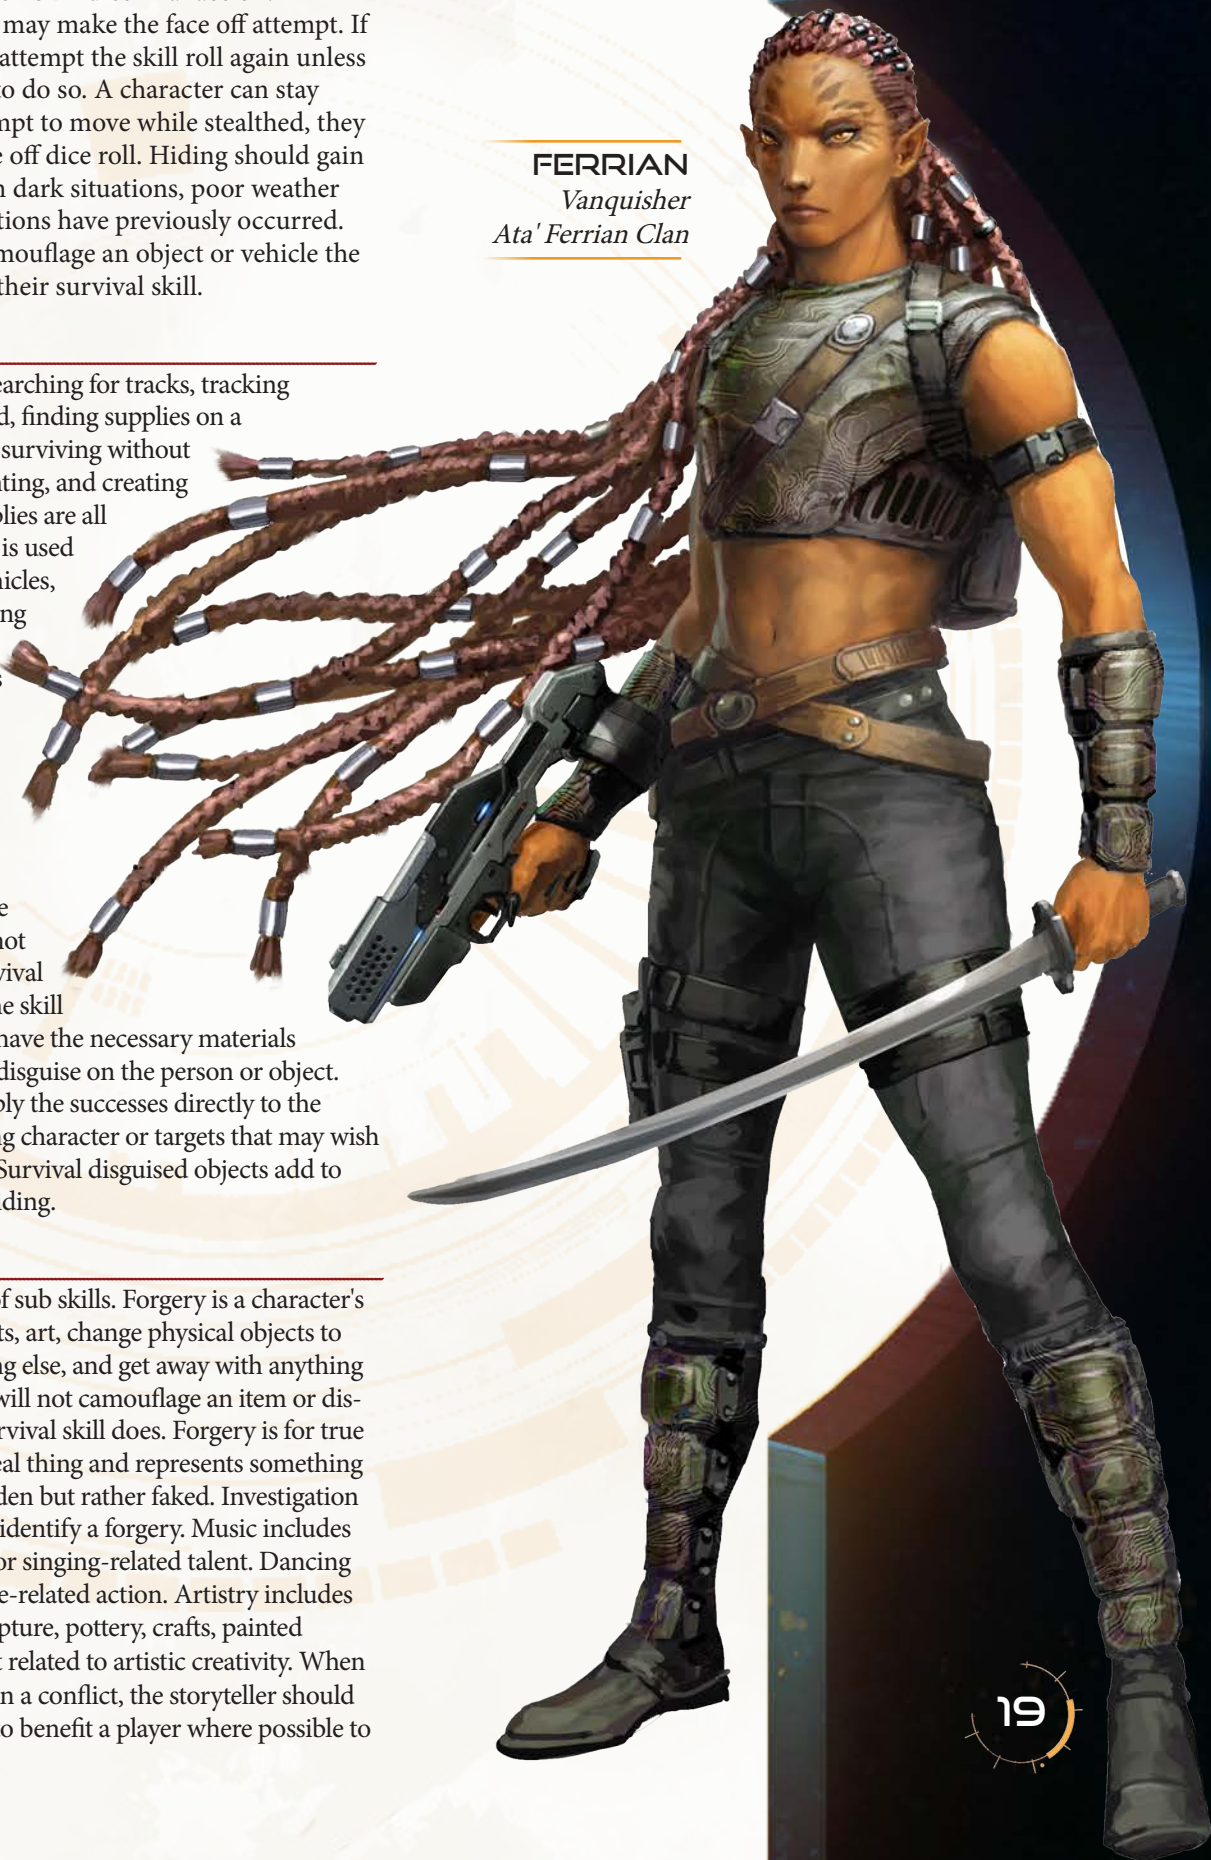 may make the face off attempt. If
attempt the skill roll again unless
to do so. A character can stay
mpt to move while stealthed, they
e off dice roll. Hiding should gain
n dark situations, poor weather
tions have previously occurred.
mouflage an object or vehicle the
their survival skill.
earching for tracks, tracking
d, finding supplies on a
surviving without
ting, and creating
plies are all
is used
hicles,
ng
s
e
not
vival
he skill
have the necessary materials
disguise on the person or object.
ply the successes directly to the
ng character or targets that may wish
Survival disguised objects add to
ding.
of sub skills. Forgery is a character's
ts, art, change physical objects to
ng else, and get away with anything
will not camouflage an item or dis-
rvival skill does. Forgery is for true
eal thing and represents something
den but rather faked. Investigation
identify a forgery. Music includes
or singing-related talent. Dancing
e-related action. Artistry includes
pture, pottery, crafts, painted
t related to artistic creativity. When
n a conflict, the storyteller should
o benefit a player where possible to
FERRIAN
Vanquisher
Ata' Ferrian Clan
19